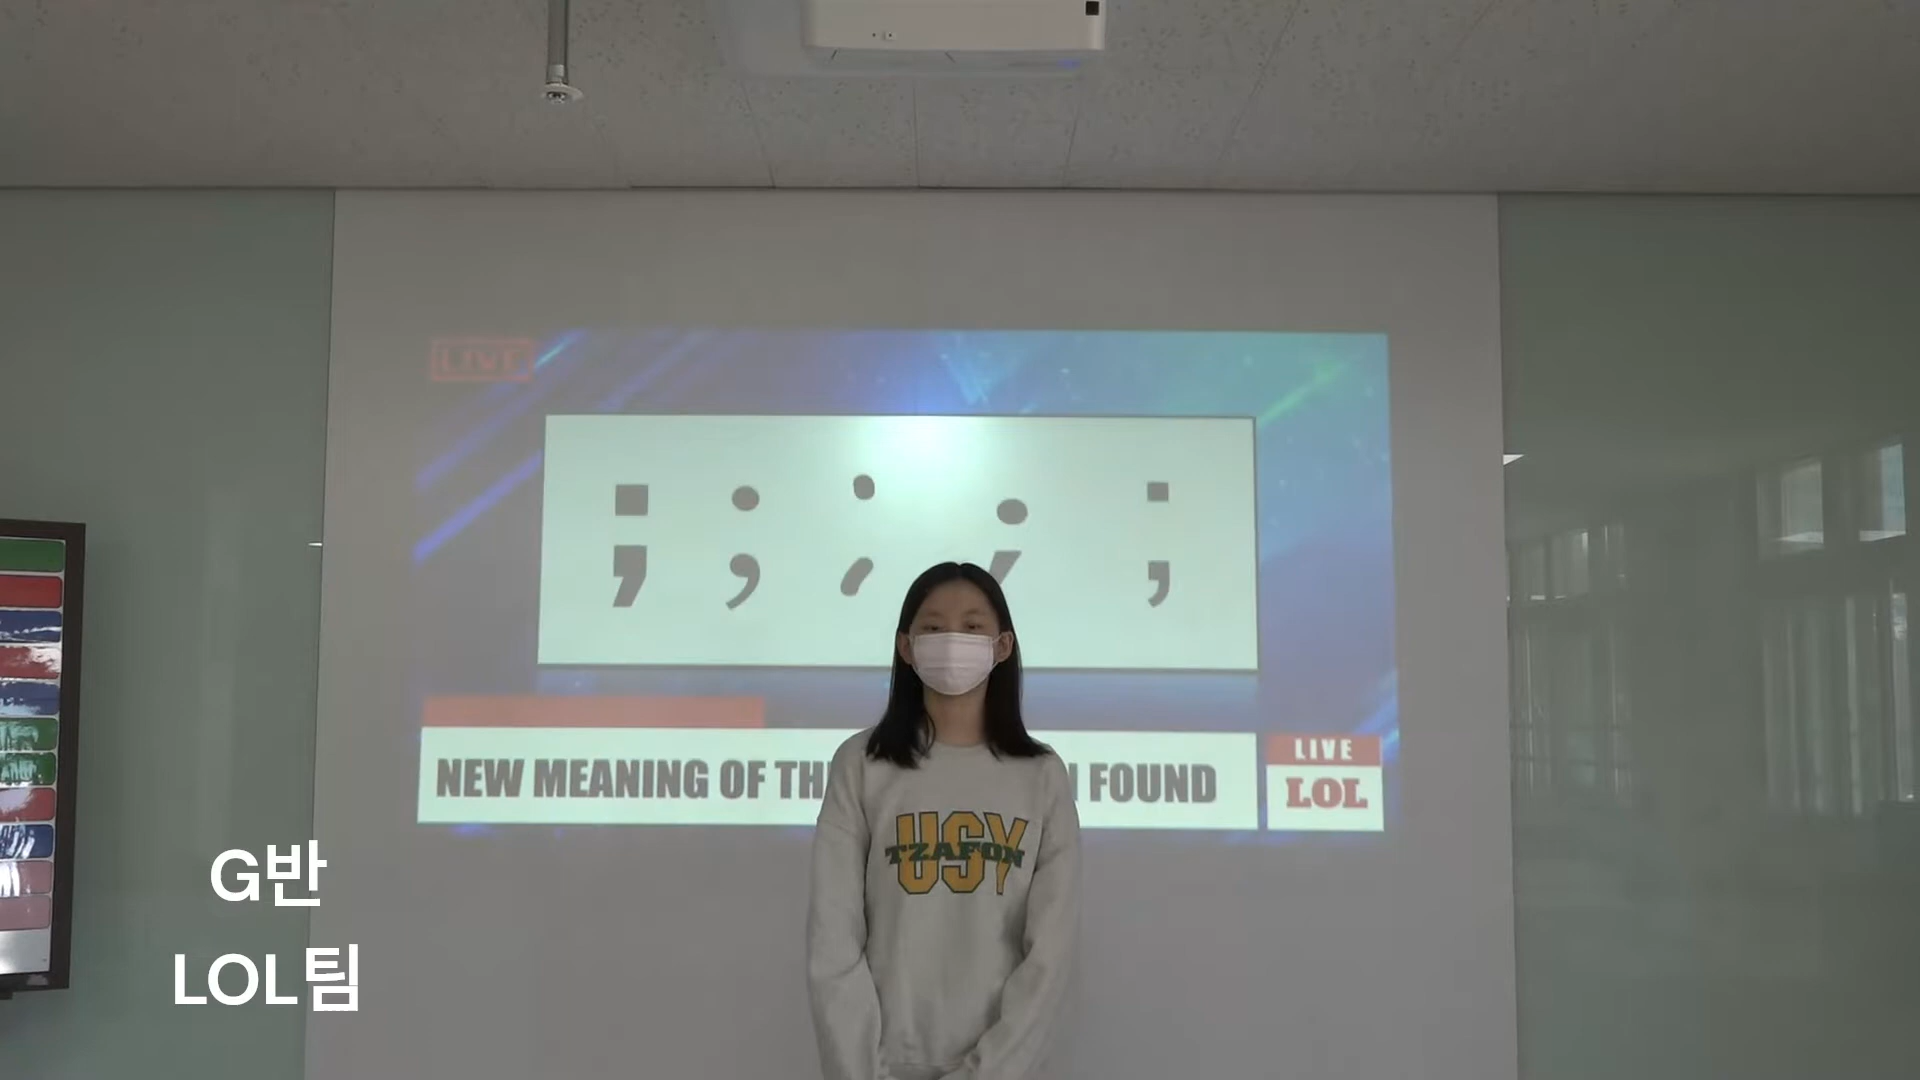 LIVE
; ; ; ; ;
NEW MEANING OF TH N FOUND
LIVE
LOL
USY
TZAFON
G반
LOL팀